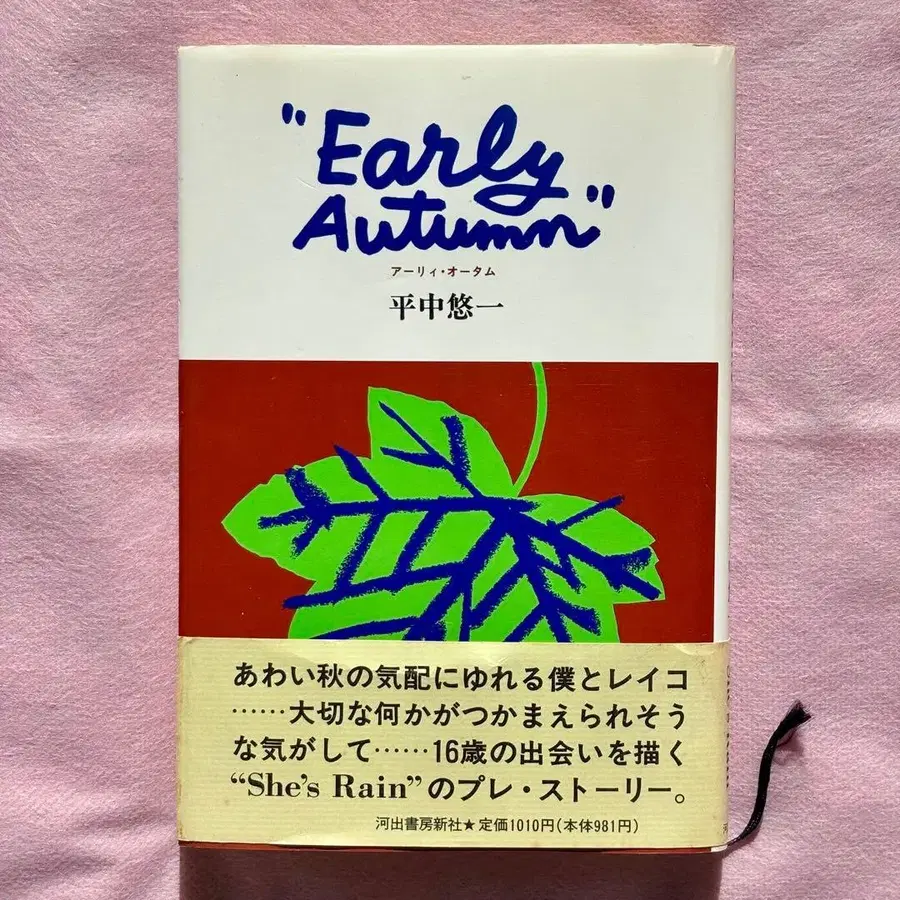 "Early
Autumn"
アーリィ・オータム
平中悠一
あわい秋の気配にゆれる僕とレイコ
……大切な何かがつかまえられそう
な気がして……16歳の出会いを描く
“She's Rain”のプレ・ストーリー。
河出書房新社★定価1010円(本体981円)